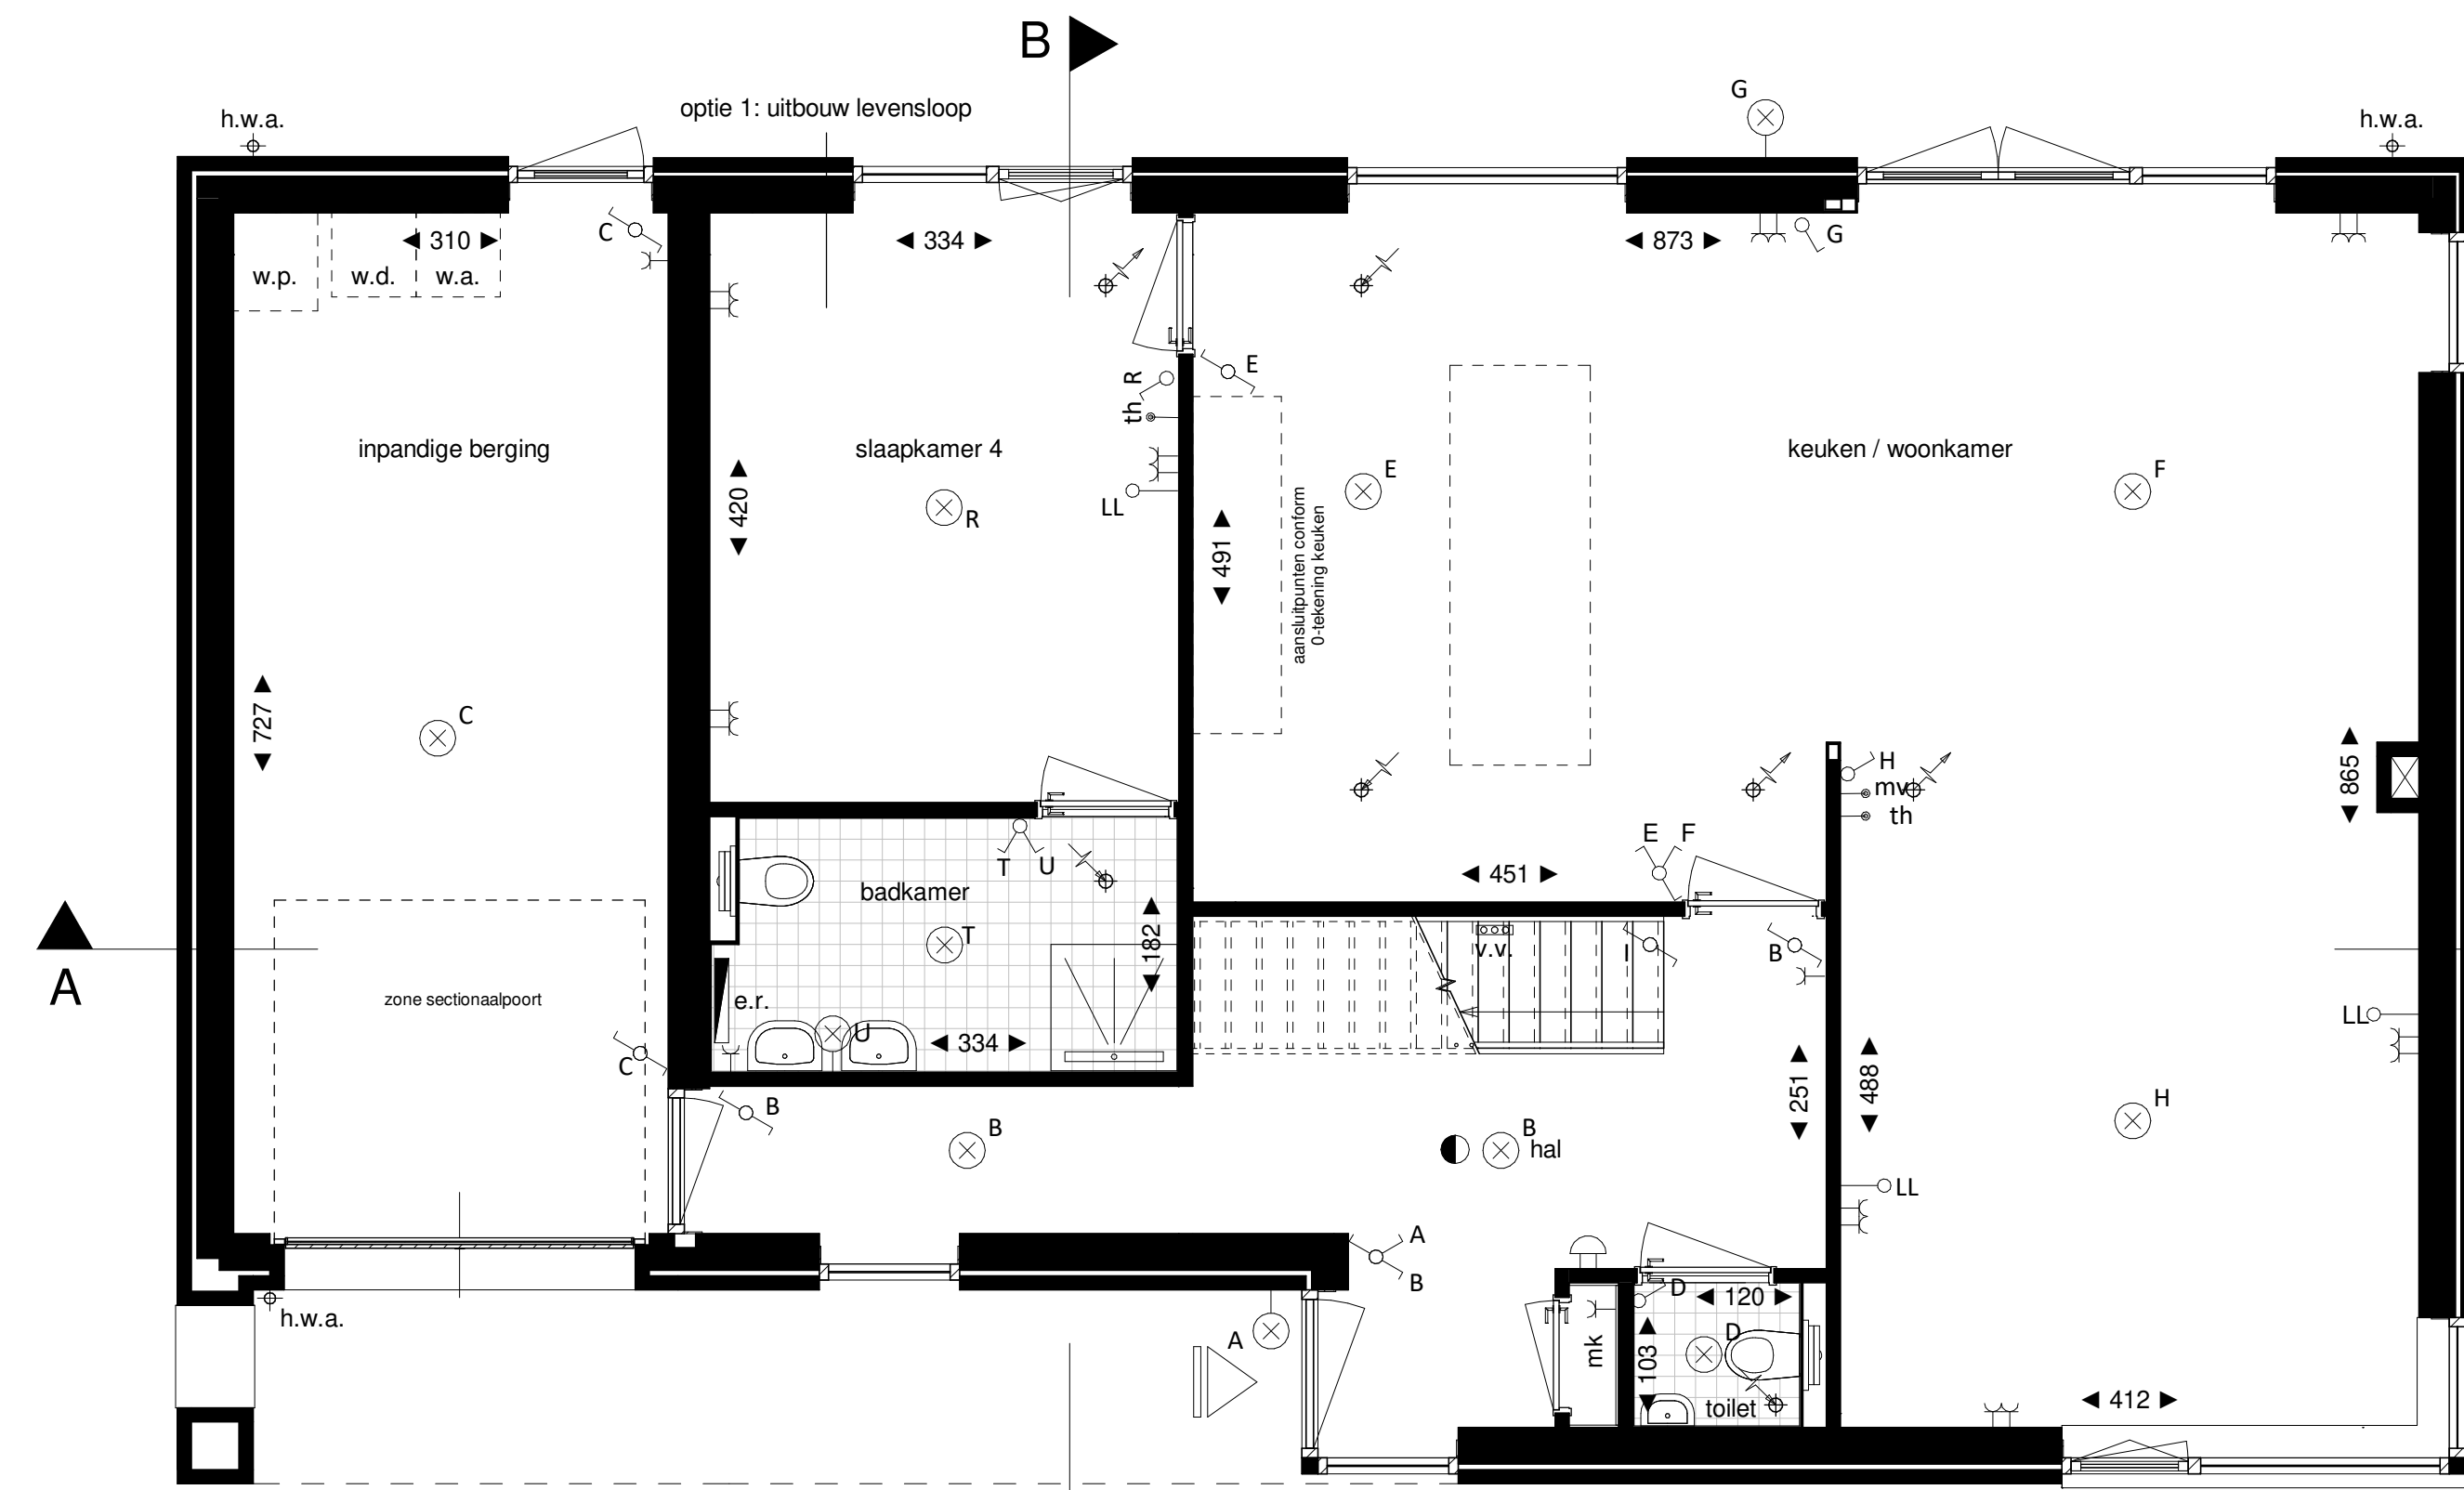 B
optie 1: uitbouw levensloop
G
h.w.a.
h.w.a.
C
310
334
873
G
w.p.
w.d.
w.a.
E
R
th
inpandige berging
slaapkamer 4
keuken / woonkamer
E
F
LL
R
420
491
aansluitpunten conform
0-tekening keuken
C
727
H
mv
th
865
E
F
T
U
451
badkamer
T
182
v.v.
I
B
A
zone sectionaalpoort
e.r.
U
334
LL
C
251
488
B
B
B
hal
H
LL
A
B
D
120
h.w.a.
A
mk
103
D
toilet
412